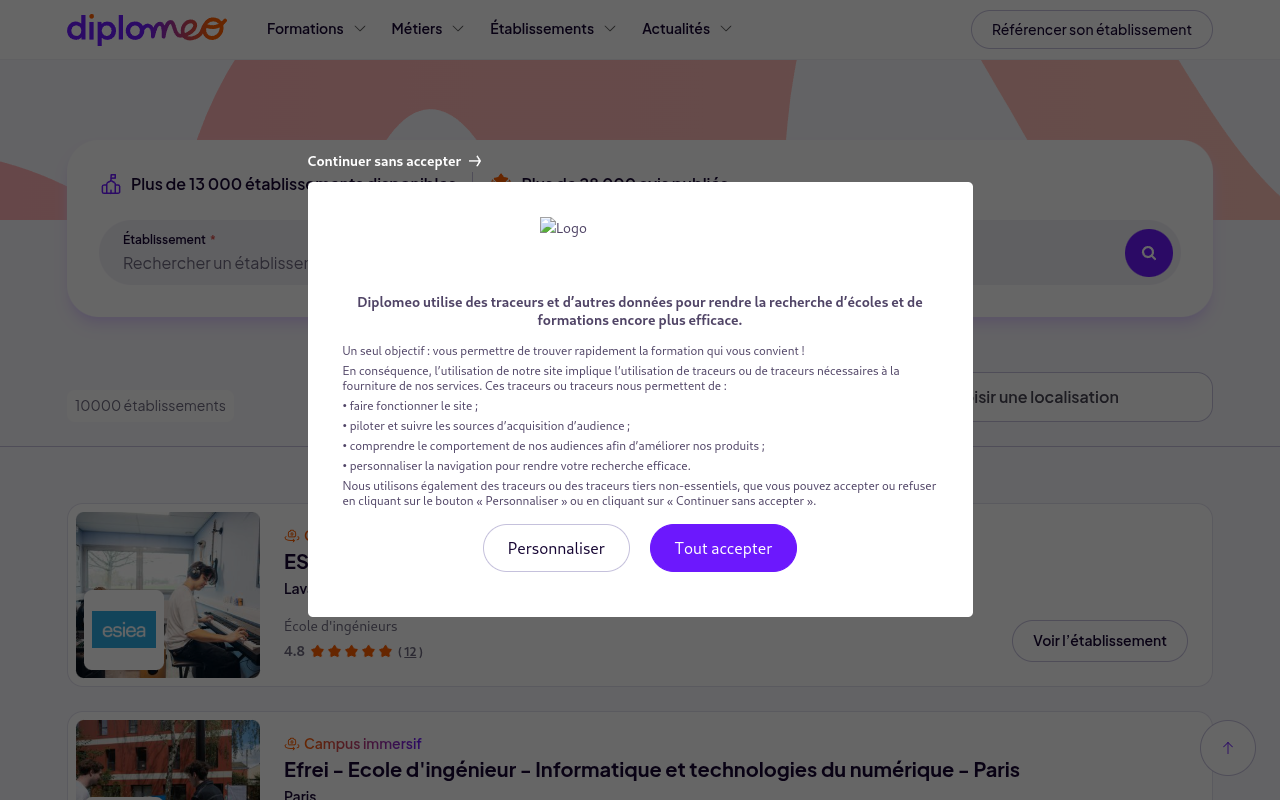 diplomeo
Formations
Métiers
Établissements
Actualités
Référencer son établissement
Continuer sans accepter
Plus de 13 000 établissements disponibles
Plus de 28 000 avis publiés
Établissement *
Rechercher un établisse
Logo
Diplomeo utilise des traceurs et d’autres données pour rendre la recherche d’écoles et de
formations encore plus efficace.
Un seul objectif : vous permettre de trouver rapidement la formation qui vous convient !
En conséquence, l’utilisation de notre site implique l’utilisation de traceurs ou de traceurs nécessaires à la
fourniture de nos services. Ces traceurs ou traceurs nous permettent de :
• faire fonctionner le site ;
• piloter et suivre les sources d’acquisition d’audience ;
• comprendre le comportement de nos audiences afin d’améliorer nos produits ;
• personnaliser la navigation pour rendre votre recherche efficace.
Nous utilisons également des traceurs ou des traceurs tiers non-essentiels, que vous pouvez accepter ou refuser
en cliquant sur le bouton « Personnaliser » ou en cliquant sur « Continuer sans accepter ».
Personnaliser
Tout accepter
10000 établissements
isir une localisation
esiea
ES
Lav
École d'ingénieurs
4.8
(12)
Voir l'établissement
Campus immersif
Efrei - Ecole d'ingénieur - Informatique et technologies du numérique - Paris
Paris